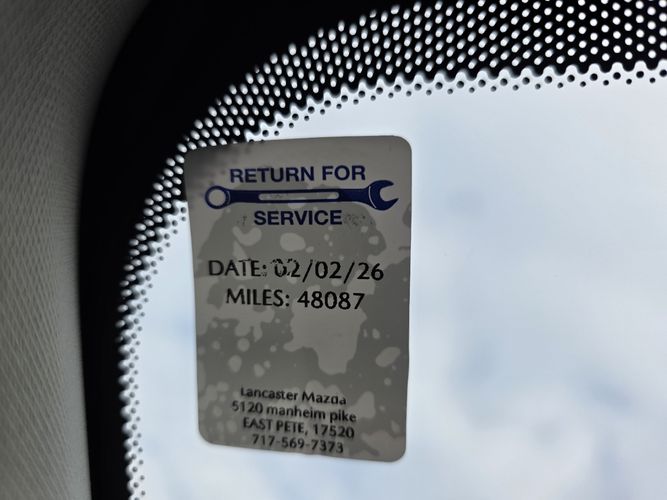 RETURN FOR
SERVICE
DATE: 02/02/26
MILES: 48087
Lancaster Mazda
5120 manheim pike
EAST PETE, 17520
717-569-7373